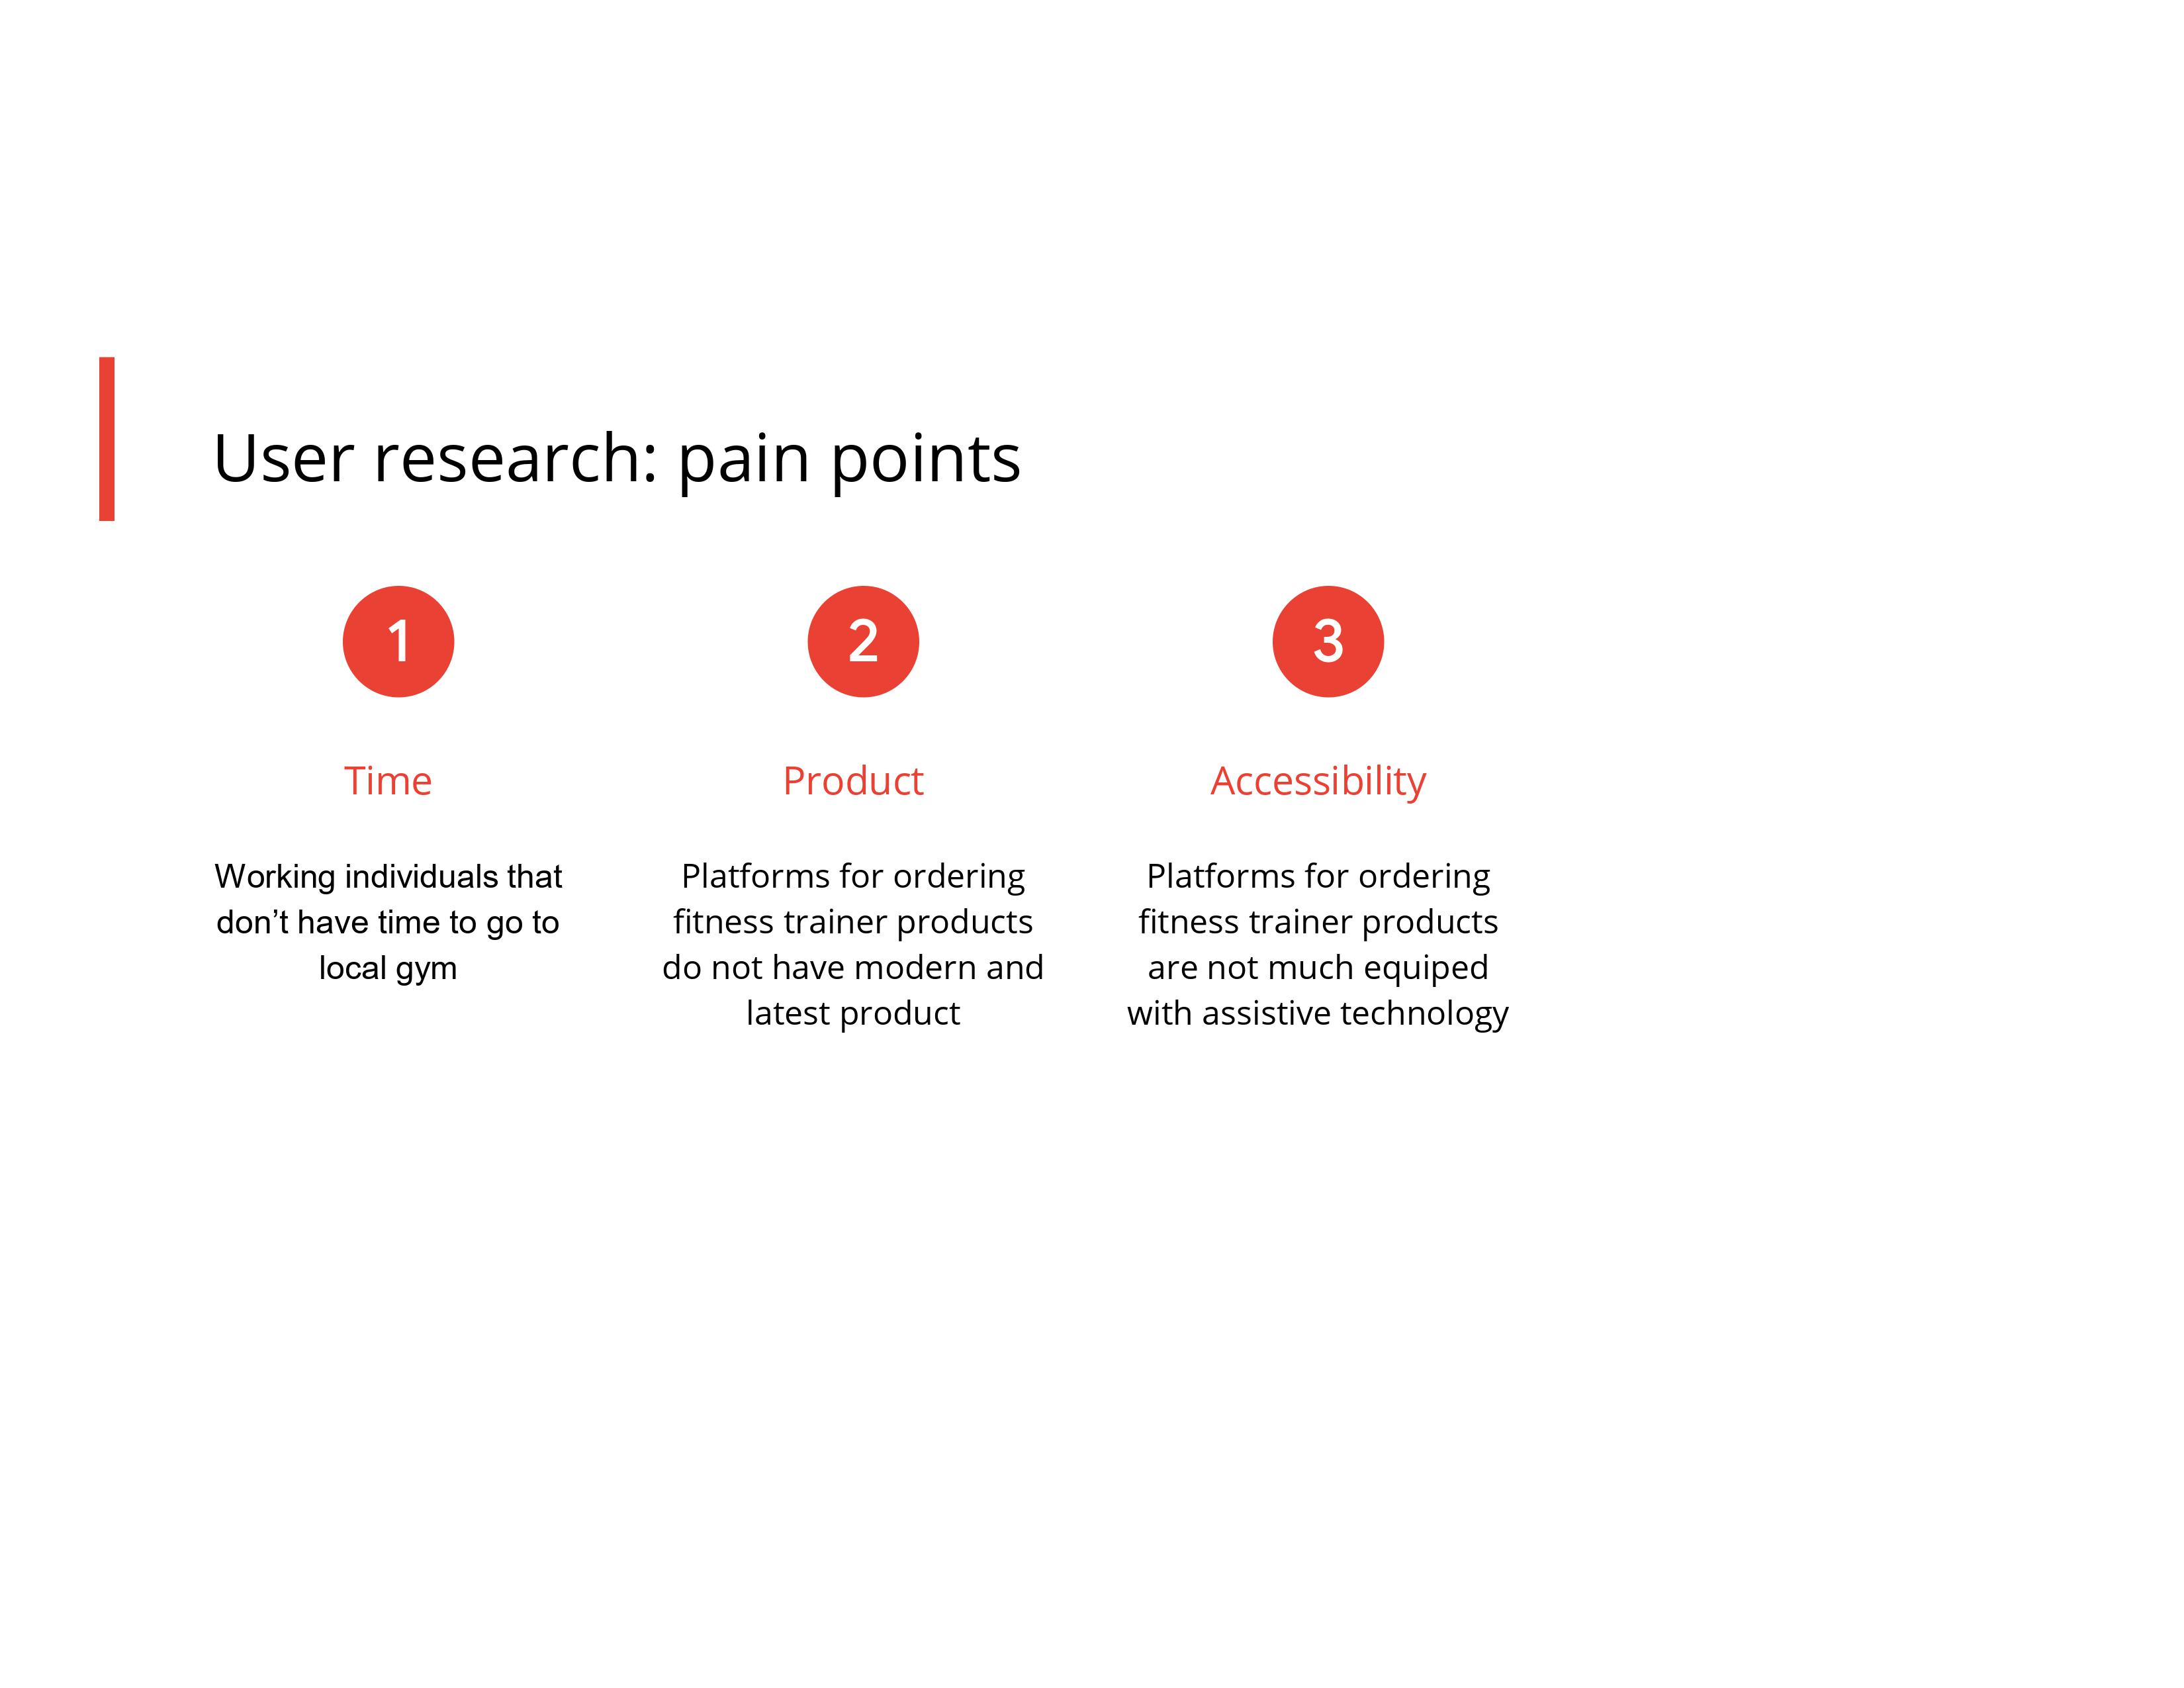 User research: pain points
1
2
3
Time
Product
Accessibility
Working individuals that
don’t have time to go to
local gym
Platforms for ordering
fitness trainer products
do not have modern and
latest product
Platforms for ordering
fitness trainer products
are not much equiped
with assistive technology